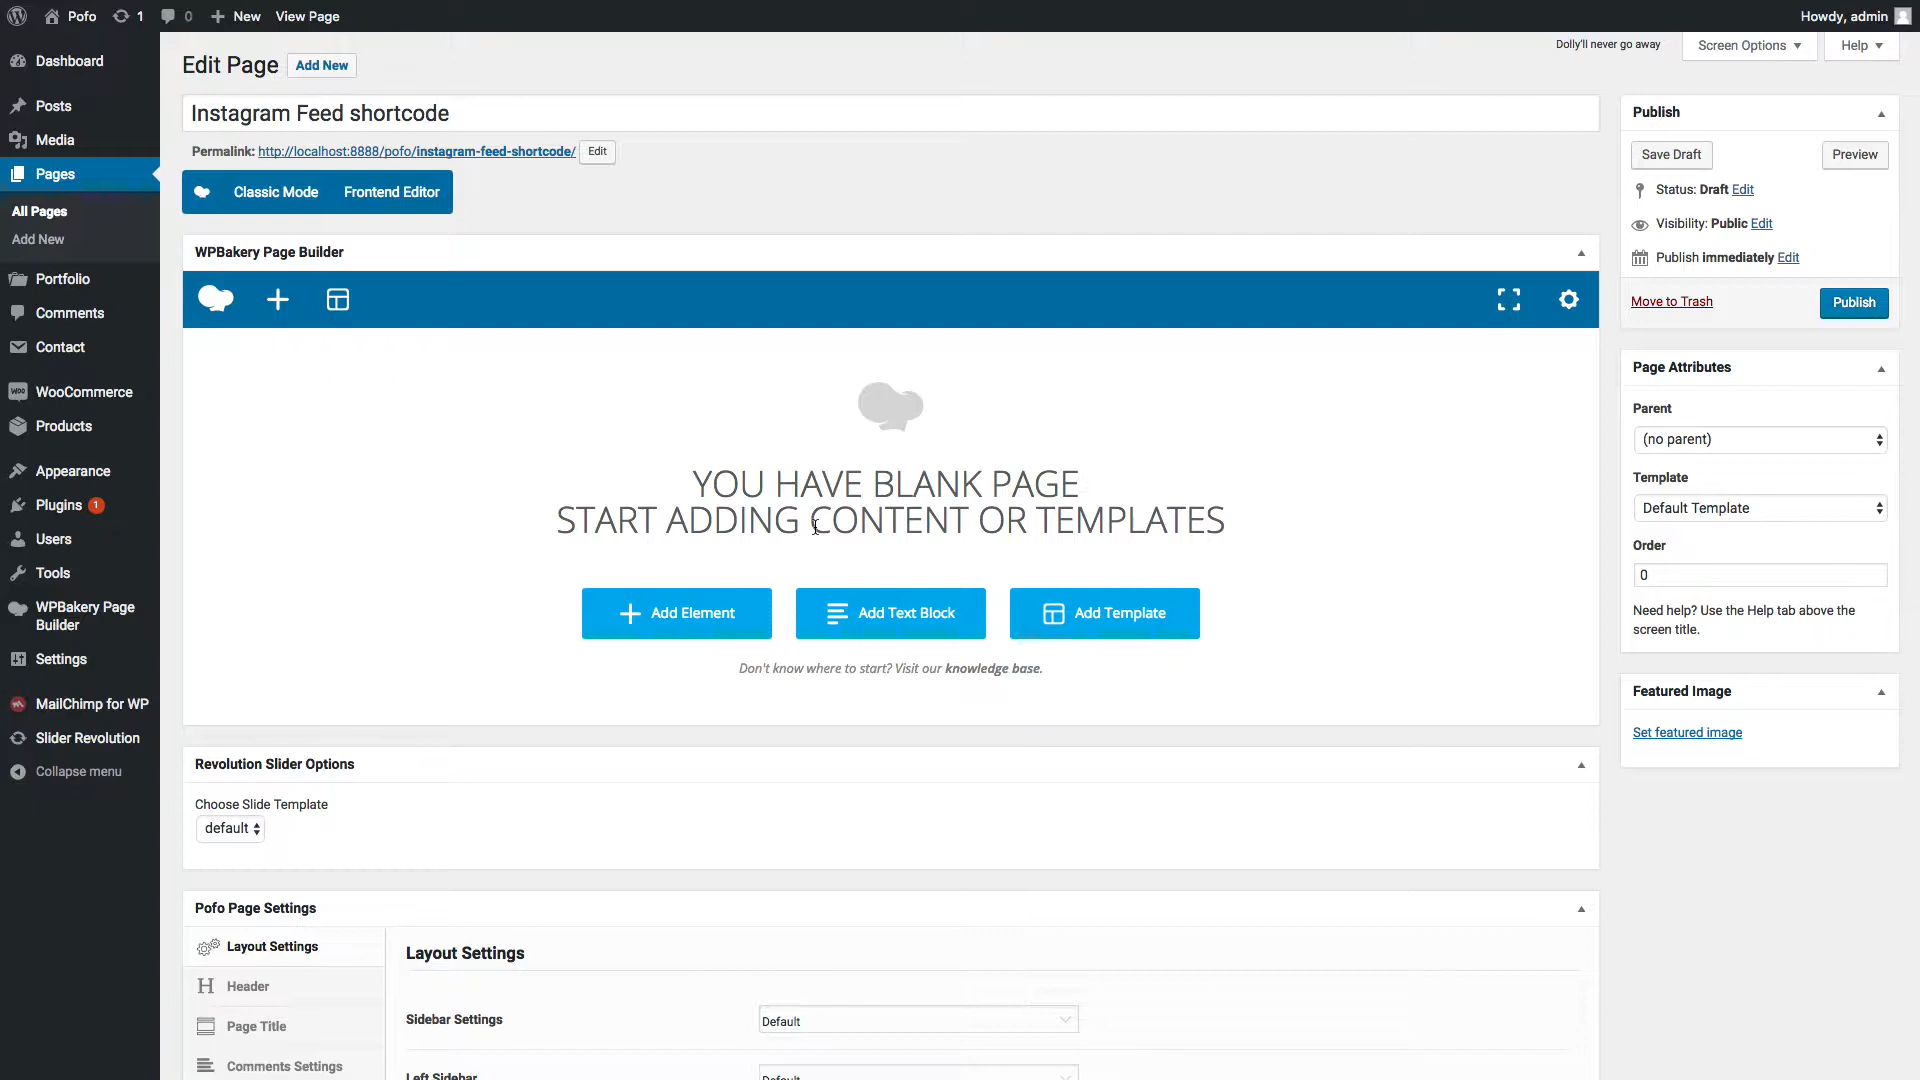 Pofo
1
0
New
View Page
Howdy, admin
Dashboard
Posts
Media
Pages
All Pages
Add New
Portfolio
Comments
Contact
WooCommerce
Products
Appearance
Plugins 1
Users
Tools
WPBakery Page
Builder
Settings
MailChimp for WP
Slider Revolution
Collapse menu
Dolly'll never go away
Screen Options
Help
Edit Page
Add New
Instagram Feed shortcode
Permalink: http://localhost:8888/pofo/instagram-feed-shortcode/ Edit
Classic Mode
Frontend Editor
WPBakery Page Builder
YOU HAVE BLANK PAGE
START ADDING CONTENT OR TEMPLATES
Add Element
Add Text Block
Add Template
Don't know where to start? Visit our knowledge base.
Revolution Slider Options
Choose Slide Template
default
Pofo Page Settings
Layout Settings
Header
Page Title
Comments Settings
Layout Settings
Sidebar Settings
Default
Left Sidebar
Default
Publish
Save Draft
Preview
Status: Draft Edit
Visibility: Public Edit
Publish immediately Edit
Move to Trash
Publish
Page Attributes
Parent
(no parent)
Template
Default Template
Order
0
Need help? Use the Help tab above the
screen title.
Featured Image
Set featured image